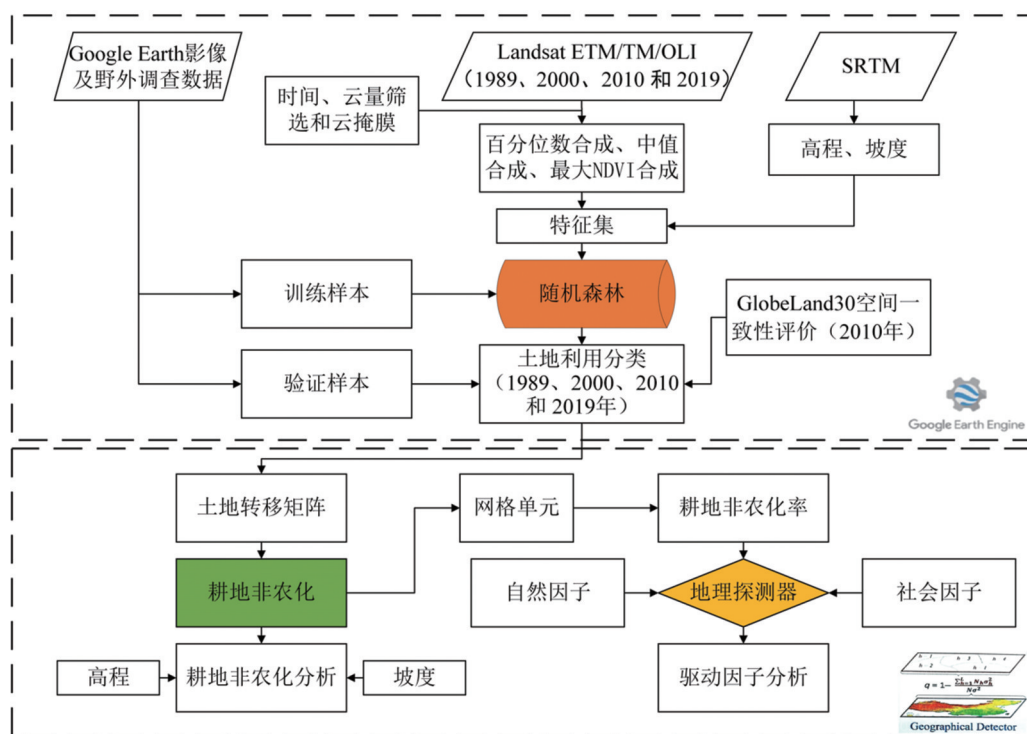 Google Earth影像
及野外调查数据
Landsat ETM/TM/OLI
（1989、2000、2010 和 2019）
SRTM
时间、云量筛
选和云掩膜
百分位数合成、中值
合成、最大NDVI合成
高程、坡度
特征集
训练样本
随机森林
GlobeLand30空间一
致性评价（2010年）
验证样本
土地利用分类
（1989、2000、2010
和 2019年）
Google Earth Engine
土地转移矩阵
网格单元
耕地非农化率
耕地非农化
自然因子
地理探测器
社会因子
高程
耕地非农化分析
坡度
驱动因子分析
Geographical Detector